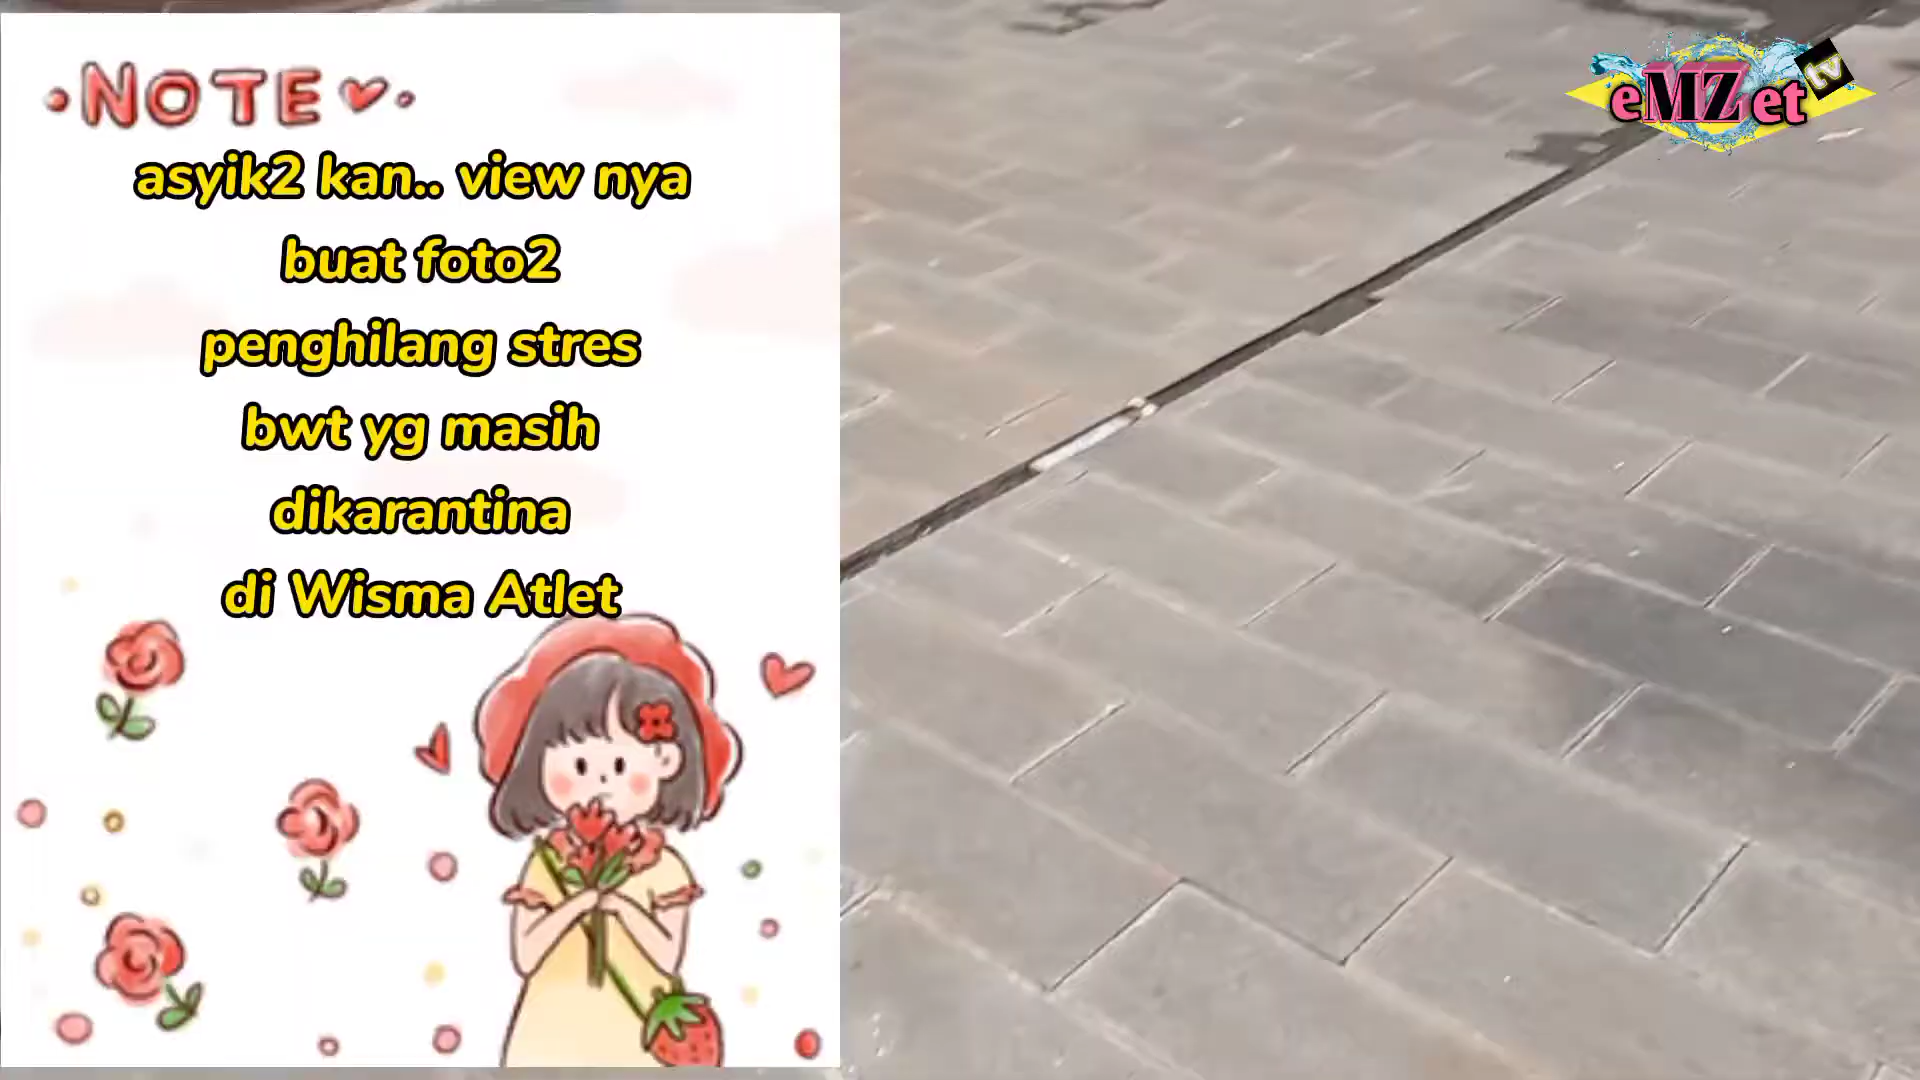 NOTE
asyik2 kan.. view nya
buat foto2
penghilang stres
bwt yg masih
dikarantina
di Wisma Atlet
eMZet tv